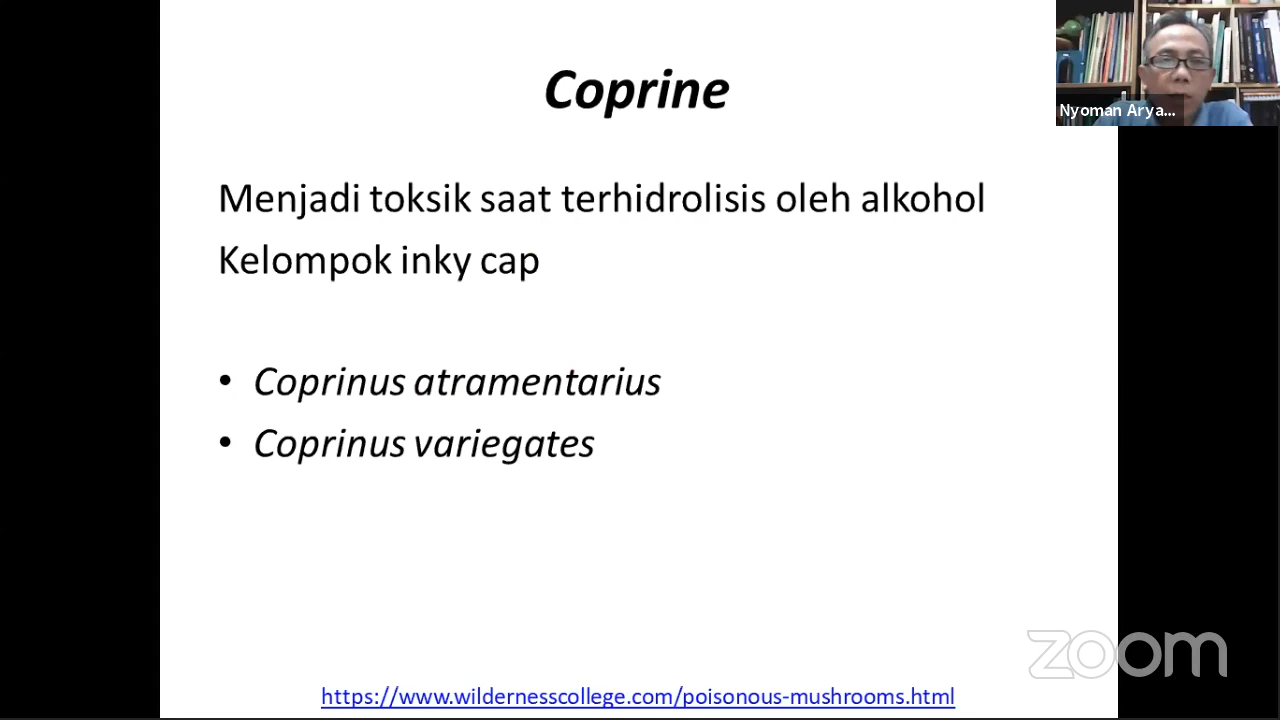 Coprine
Nyoman Arya...
Menjadi toksik saat terhidrolisis oleh alkohol
Kelompok inky cap
• Coprinus atramentarius
• Coprinus variegates
zoom
https://www.wildernesscollege.com/poisonous-mushrooms.html